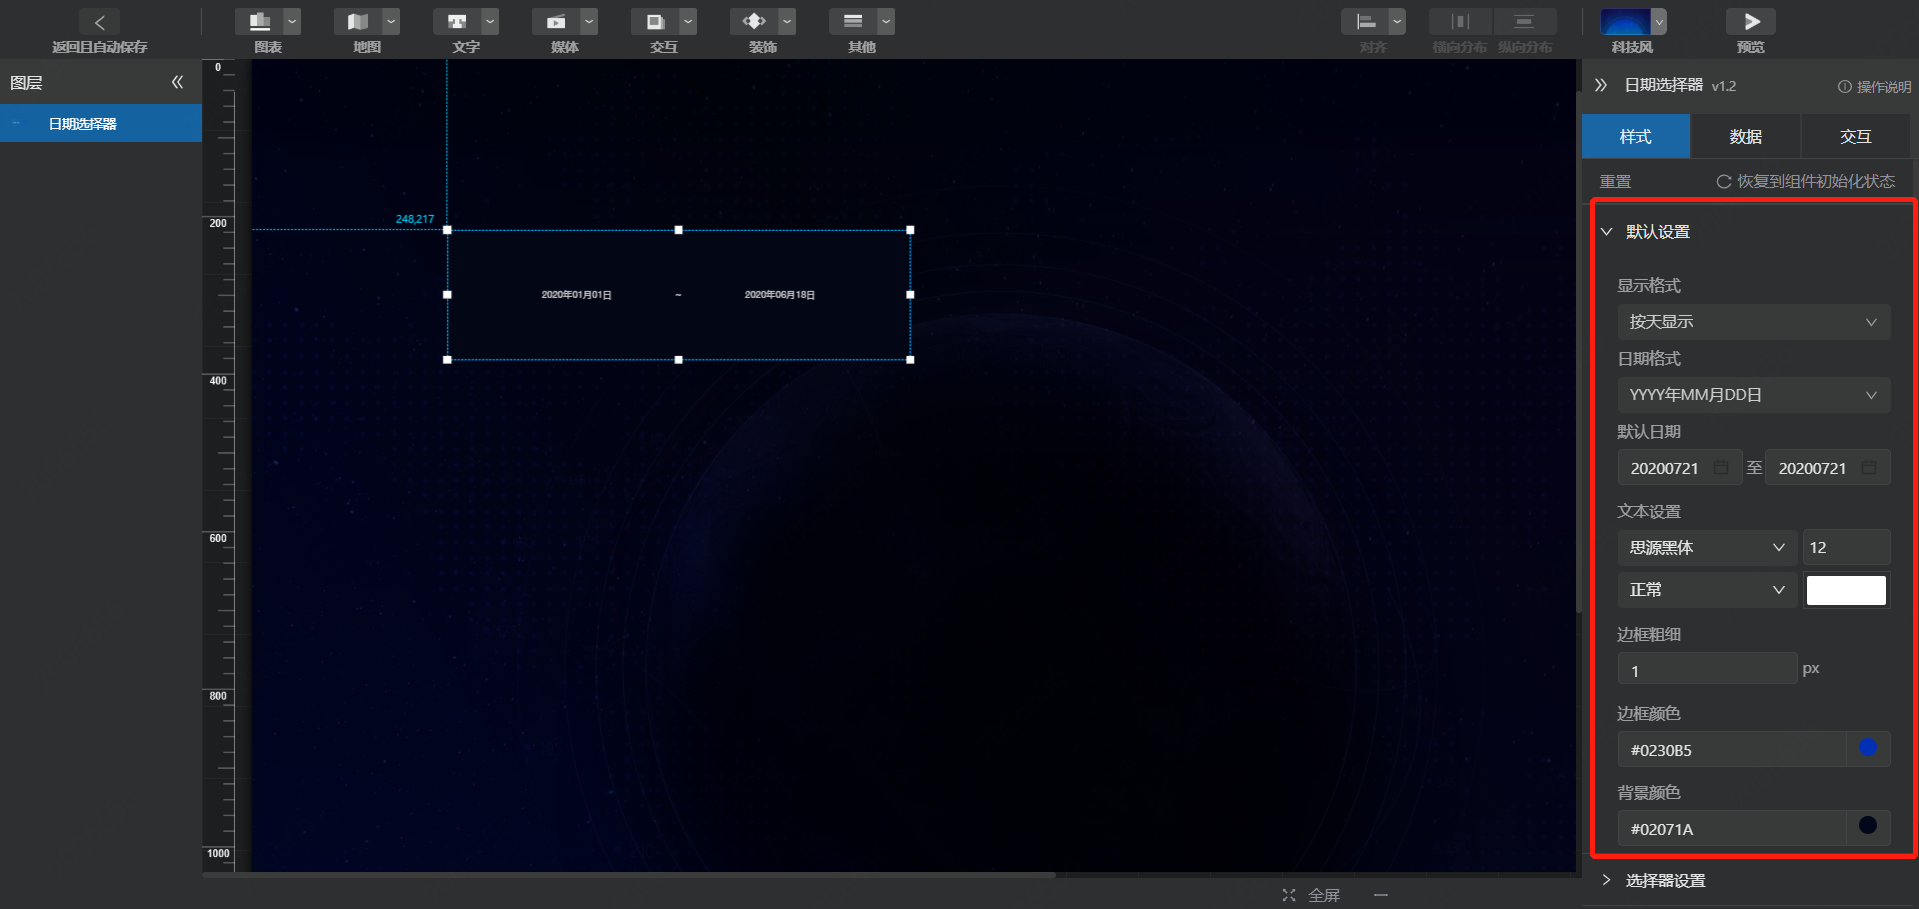 返回且自动保存
图表
地图
文字
媒体
交互
装饰
其他
对齐
横向分布
纵向分布
科技风
预览
图层
日期选择器
0
200
400
600
800
1000
248,217
2020年01月01日
~
2020年06月18日
全屏
日期选择器 v1.2
操作说明
样式
数据
交互
重置
恢复到组件初始化状态
默认设置
显示格式
按天显示
日期格式
YYYY年MM月DD日
默认日期
20200721 至 20200721
文本设置
思源黑体
12
正常
边框粗细
1 px
边框颜色
#0230B5
背景颜色
#02071A
选择器设置